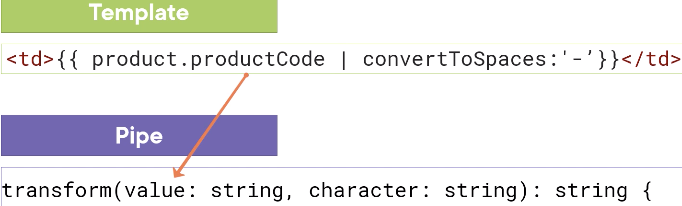 Template
<td>{{ product.productCode | convertToSpaces:'-’}}</td>
Pipe
transform(value: string, character: string): string {